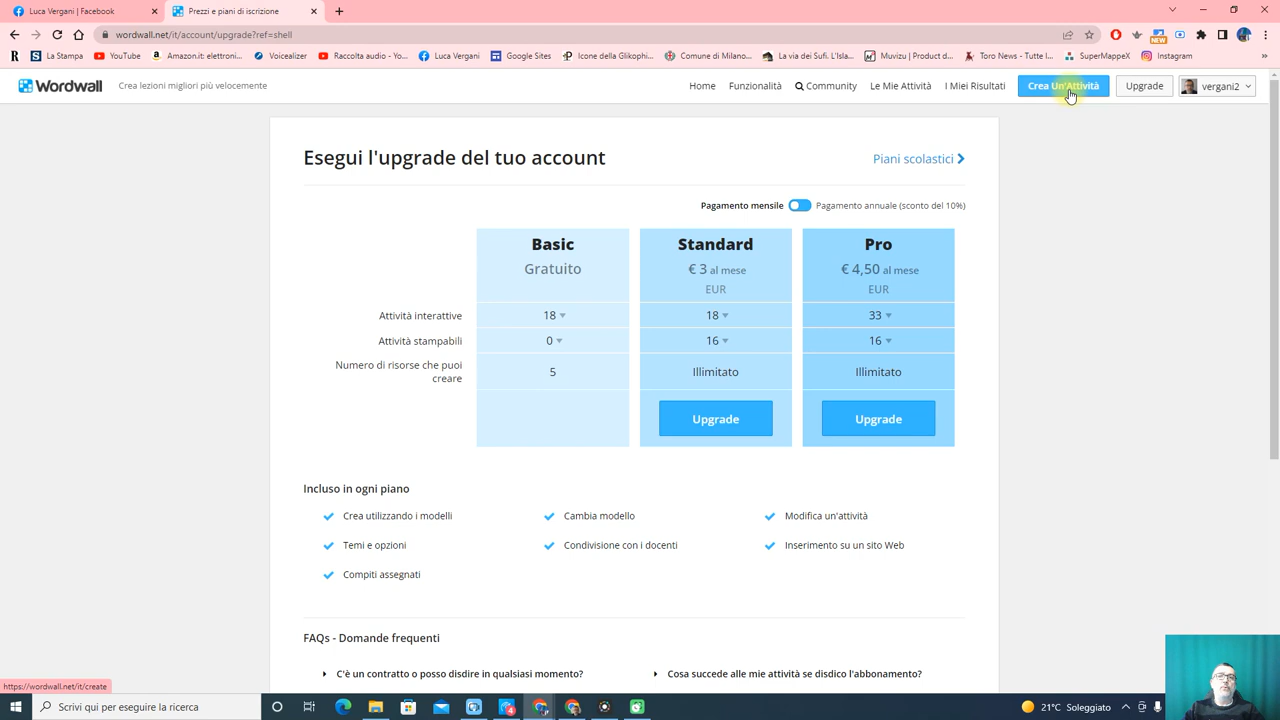 Luca Vergani | Facebook
Prezzi e piani di iscrizione
wordwall.net/it/account/upgrade?ref=shell
La Stampa
YouTube
Amazon.it: elettroni...
Voicealizer
Raccolta audio - Yo...
Luca Vergani
Google Sites
Icone della Glikophi...
Comune di Milano...
La via dei Sufi. L'Isla...
Muvizu | Product d...
Toro News - Tutte l...
SuperMappeX
Instagram
NEW
Wordwall
Crea lezioni migliori più velocemente
Home
Funzionalità
Community
Le Mie Attività
I Miei Risultati
Crea Un'Attività
Upgrade
vergani2
Esegui l'upgrade del tuo account
Piani scolastici
Pagamento mensile
Pagamento annuale (sconto del 10%)
Basic
Standard
Pro
Gratuito
€ 3 al mese
€ 4,50 al mese
EUR
EUR
Attività interattive
18
18
33
Attività stampabili
0
16
16
Numero di risorse che puoi creare
5
Illimitato
Illimitato
Upgrade
Upgrade
Incluso in ogni piano
Crea utilizzando i modelli
Cambia modello
Modifica un'attività
Temi e opzioni
Condivisione con i docenti
Inserimento su un sito Web
Compiti assegnati
FAQs - Domande frequenti
C'è un contratto o posso disdire in qualsiasi momento?
Cosa succede alle mie attività se disdico l'abbonamento?
https://wordwall.net/it/create
Scrivi qui per eseguire la ricerca
21°C Soleggiato